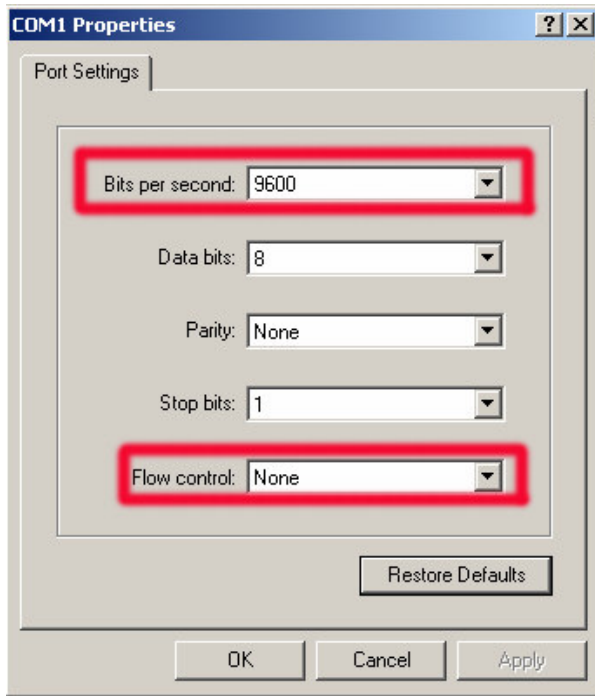 COM1 Properties
Port Settings
Bits per second: 9600
Data bits: 8
Parity: None
Stop bits: 1
Flow control: None
Restore Defaults
OK Cancel Apply